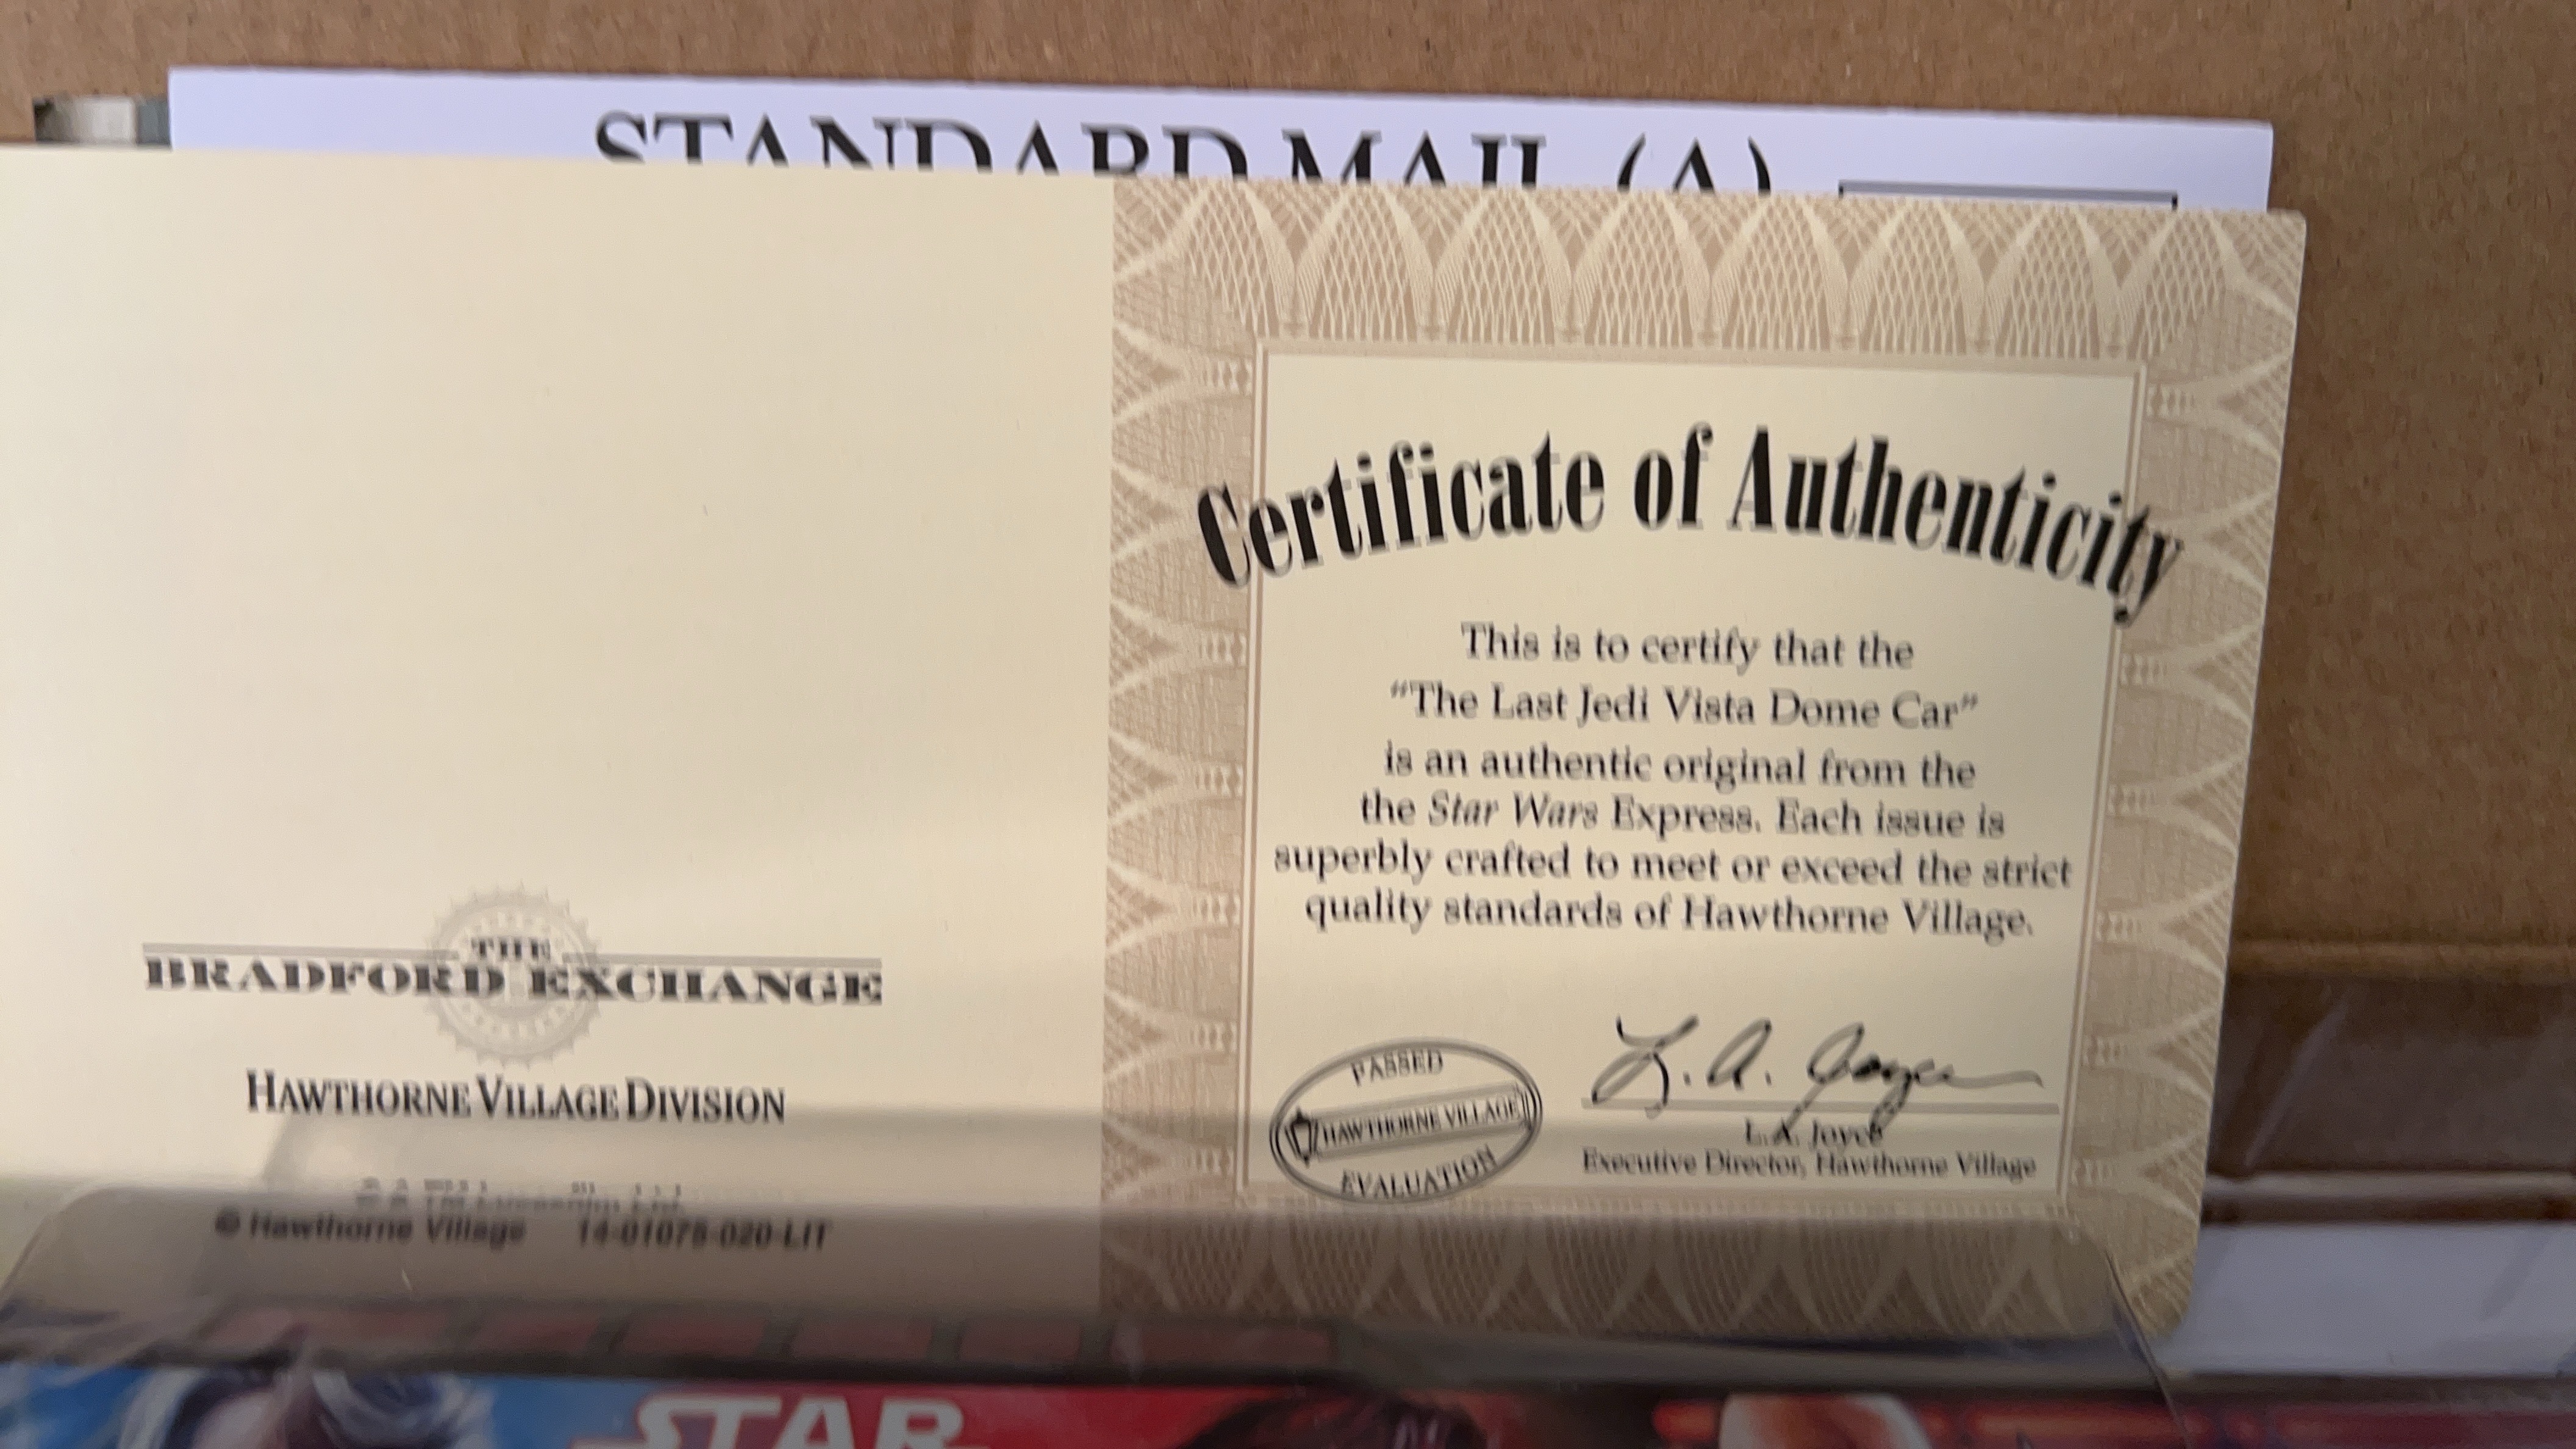 STANDARD MAIL (A)
THE
BRADFORD EXCHANGE
HAWTHORNE VILLAGE DIVISION
© Hawthorne Village 14-01075-020-LIT
Certificate of Authenticity
This is to certify that the
“The Last Jedi Vista Dome Car”
is an authentic original from the
the Star Wars Express. Each issue is
superbly crafted to meet or exceed the strict
quality standards of Hawthorne Village.
PASSED
HAWTHORNE VILLAGE
EVALUATION
L. A. Joyce
L.A. Joyce
Executive Director, Hawthorne Village
STAR